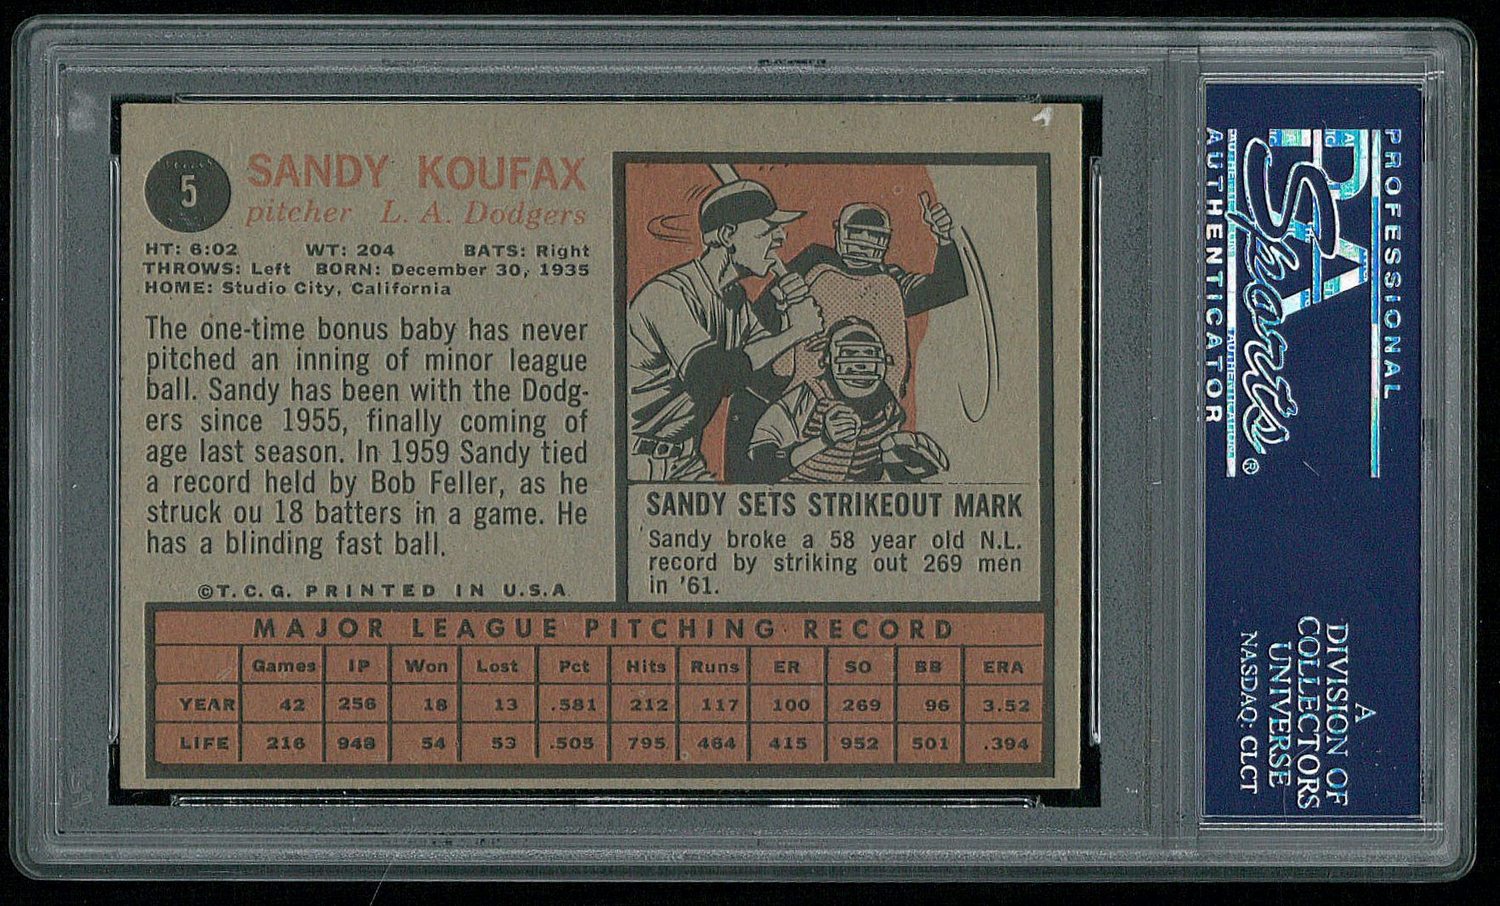 5
SANDY KOUFAX
pitcher L. A. Dodgers
HT: 6:02 WT: 204 BATS: Right
THROWS: Left BORN: December 30, 1935
HOME: Studio City, California
The one-time bonus baby has never
pitched an inning of minor league
ball. Sandy has been with the Dodg-
ers since 1955, finally coming of
age last season. In 1959 Sandy tied
a record held by Bob Feller, as he
struck ou 18 batters in a game. He
has a blinding fast ball.
©T. C. G. PRINTED IN U.S.A
SANDY SETS STRIKEOUT MARK
Sandy broke a 58 year old N.L.
record by striking out 269 men
in '61.
MAJOR LEAGUE PITCHING RECORD
Games IP Won Lost Pct Hits Runs ER SO BB ERA
YEAR 42 256 18 13 .581 212 117 100 269 96 3.52
LIFE 216 948 54 53 .505 795 464 415 952 501 .394
PROFESSIONAL
PSA
Sports®
AUTHENTICATOR
A
DIVISION OF
COLLECTORS
UNIVERSE
NASDAQ: CLCT